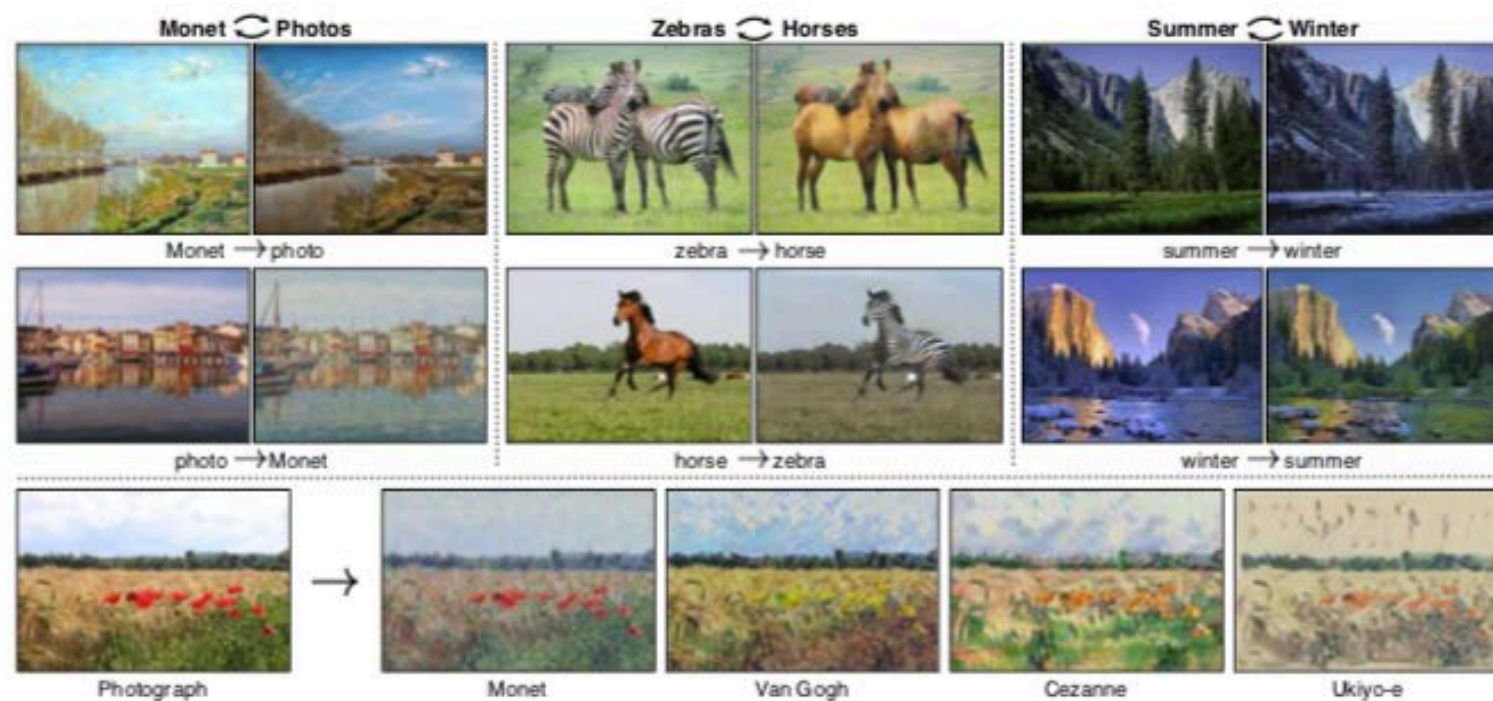 Monet ⟳ Photos
Zebras ⟳ Horses
Summer ⟳ Winter
Monet → photo
zebra → horse
summer → winter
photo → Monet
horse → zebra
winter → summer
→
Photograph
Monet
Van Gogh
Cezanne
Ukiyo-e